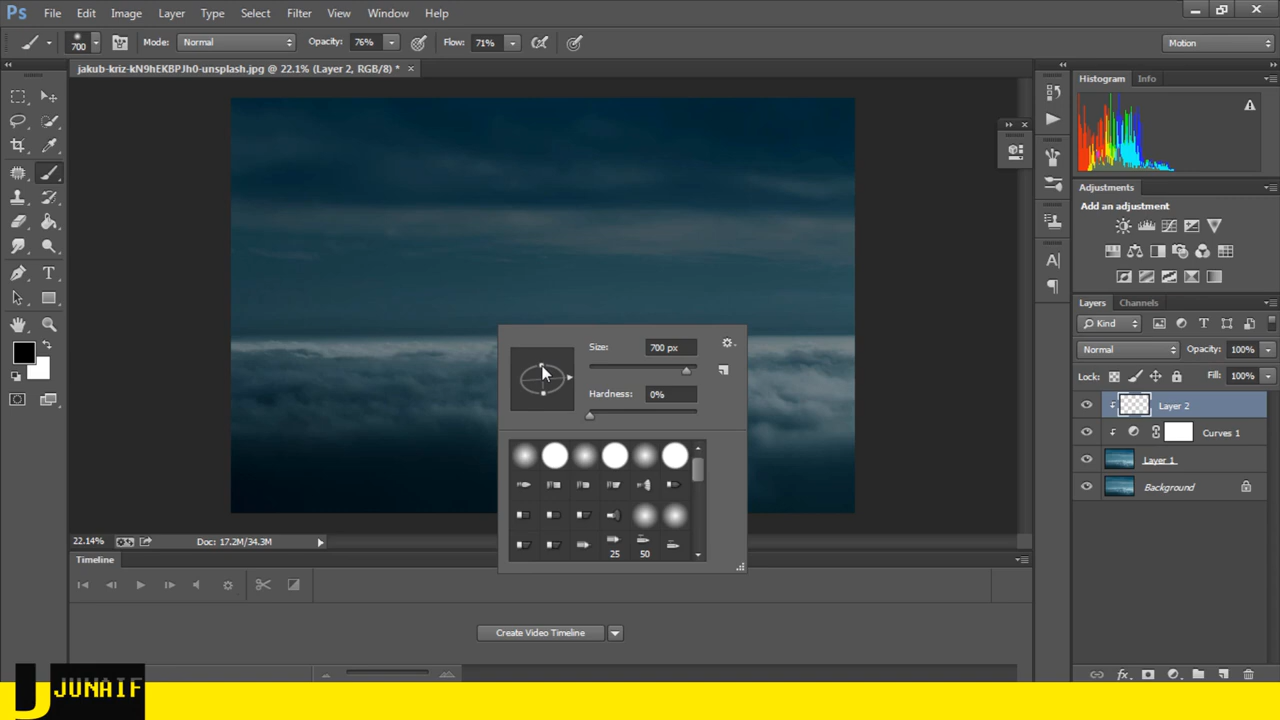 Ps File Edit Image Layer Type Select Filter View Window Help
700 Mode: Normal Opacity: 76% Flow: 71% Motion
jakub-kriz-kN9hEKBPJh0-unsplash.jpg @ 22.1% (Layer 2, RGB/8) * ×
Histogram Info
Adjustments
Add an adjustment
Layers Channels
Kind
Normal Opacity: 100%
Lock: Fill: 100%
Layer 2
Curves 1
Layer 1
Background
Size: 700 px
Hardness: 0%
25 50
22.14% Doc: 17.2M/34.3M
Timeline
Create Video Timeline
JUNAIF